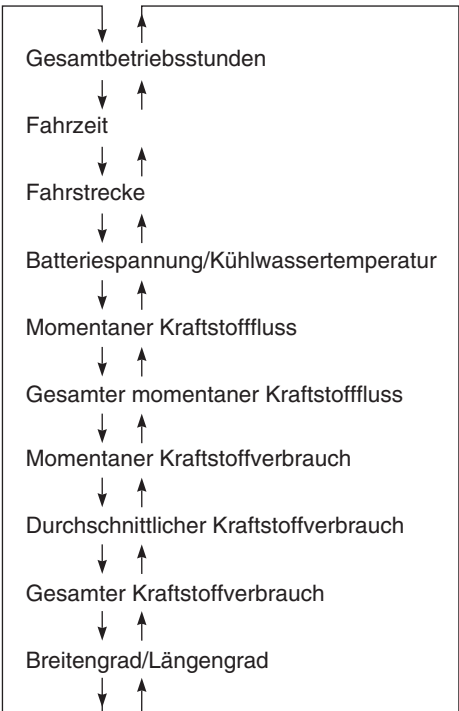 Gesamtbetriebsstunden
Fahrzeit
Fahrstrecke
Batteriespannung/Kühlwassertemperatur
Momentaner Kraftstofffluss
Gesamter momentaner Kraftstofffluss
Momentaner Kraftstoffverbrauch
Durchschnittlicher Kraftstoffverbrauch
Gesamter Kraftstoffverbrauch
Breitengrad/Längengrad